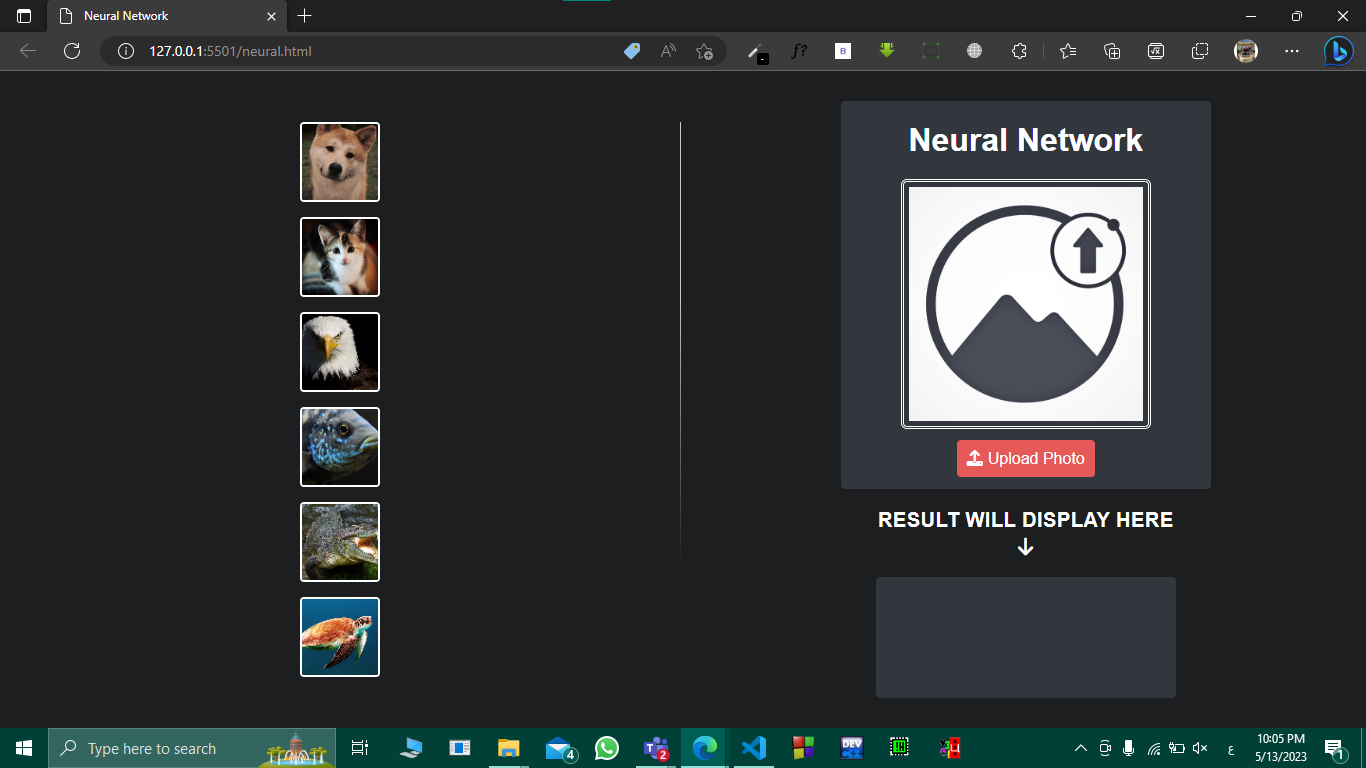 Neural Network
127.0.0.1:5501/neural.html
Neural Network
Upload Photo
RESULT WILL DISPLAY HERE
Type here to search
4
2
DEV
ع
10:05 PM
5/13/2023
1